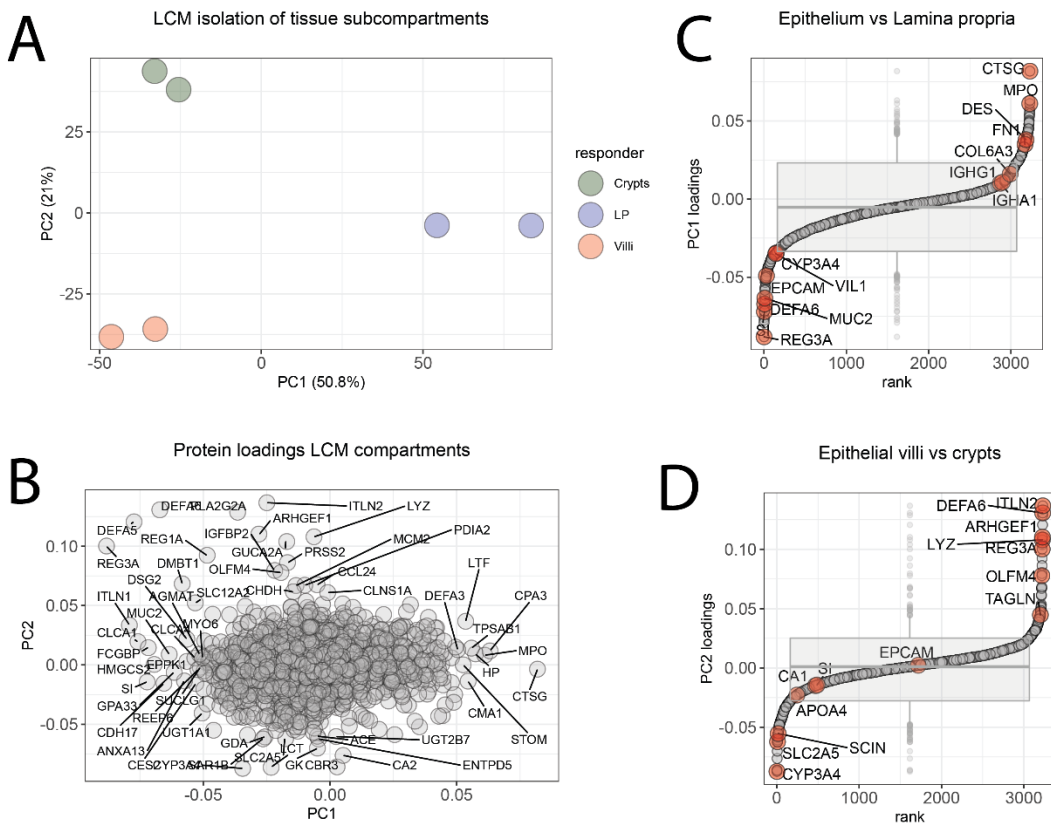 A
LCM isolation of tissue subcompartments
25
0
-25
PC2 (21%)
-50
0
50
PC1 (50.8%)
responder
Crypts
LP
Villi
C
Epithelium vs Lamina propria
CTSG
MPO
DES
FN1
COL6A3
IGHG1
IGHA1
CYP3A4
VIL1
EPCAM
DEFA6
MUC2
SI
REG3A
0.05
0.00
-0.05
PC1 loadings
0
1000
2000
3000
rank
B
Protein loadings LCM compartments
PLA2G2A
ITLN2
LYZ
DEFA5
ARHGEF1
IGFBP2
PDIA2
REG1A
GUCA2A
PRSS2
MCM2
REG3A
DMBT1
OLFM4
CCL24
LTF
DSG2
CHDH
CLNS1A
AGMAT
SLC12A2
DEFA3
CPA3
ITLN1
MUC2
MYO6
TPSAB1
CLCA1
CLCA4
MPO
FCGBP
HP
HMGCS2
EPPK1
SI
SUCLG1
CTSG
GPA33
REEP6
CMA1
CDH17
UGT1A1
ACE
UGT2B7
STOM
ANXA13
GDA
LCT
CES2
CYP3A4
SAR1B
SLC2A5
GK
CBR3
CA2
ENTPD5
0.10
0.05
0.00
-0.05
PC2
-0.05
0.00
0.05
PC1
D
Epithelial villi vs crypts
ITLN2
DEFA6
ARHGEF1
LYZ
REG3A
OLFM4
TAGLN
EPCAM
SI
CA1
APOA4
SCIN
SLC2A5
CYP3A4
0.10
0.05
0.00
-0.05
PC2 loadings
0
1000
2000
3000
rank